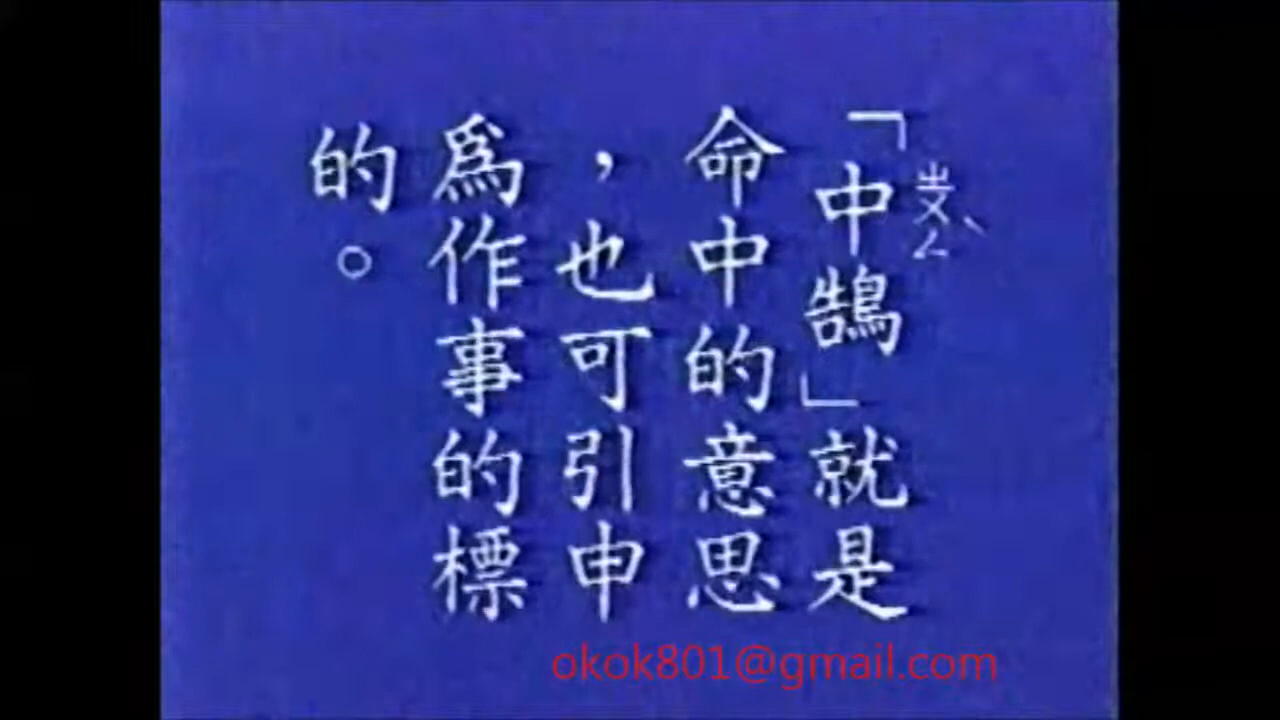 「中鵠」就是
ㄓㄨㄥˋ
命中的意思
，也可引申
爲作事的標
的。
okok801@gmail.com